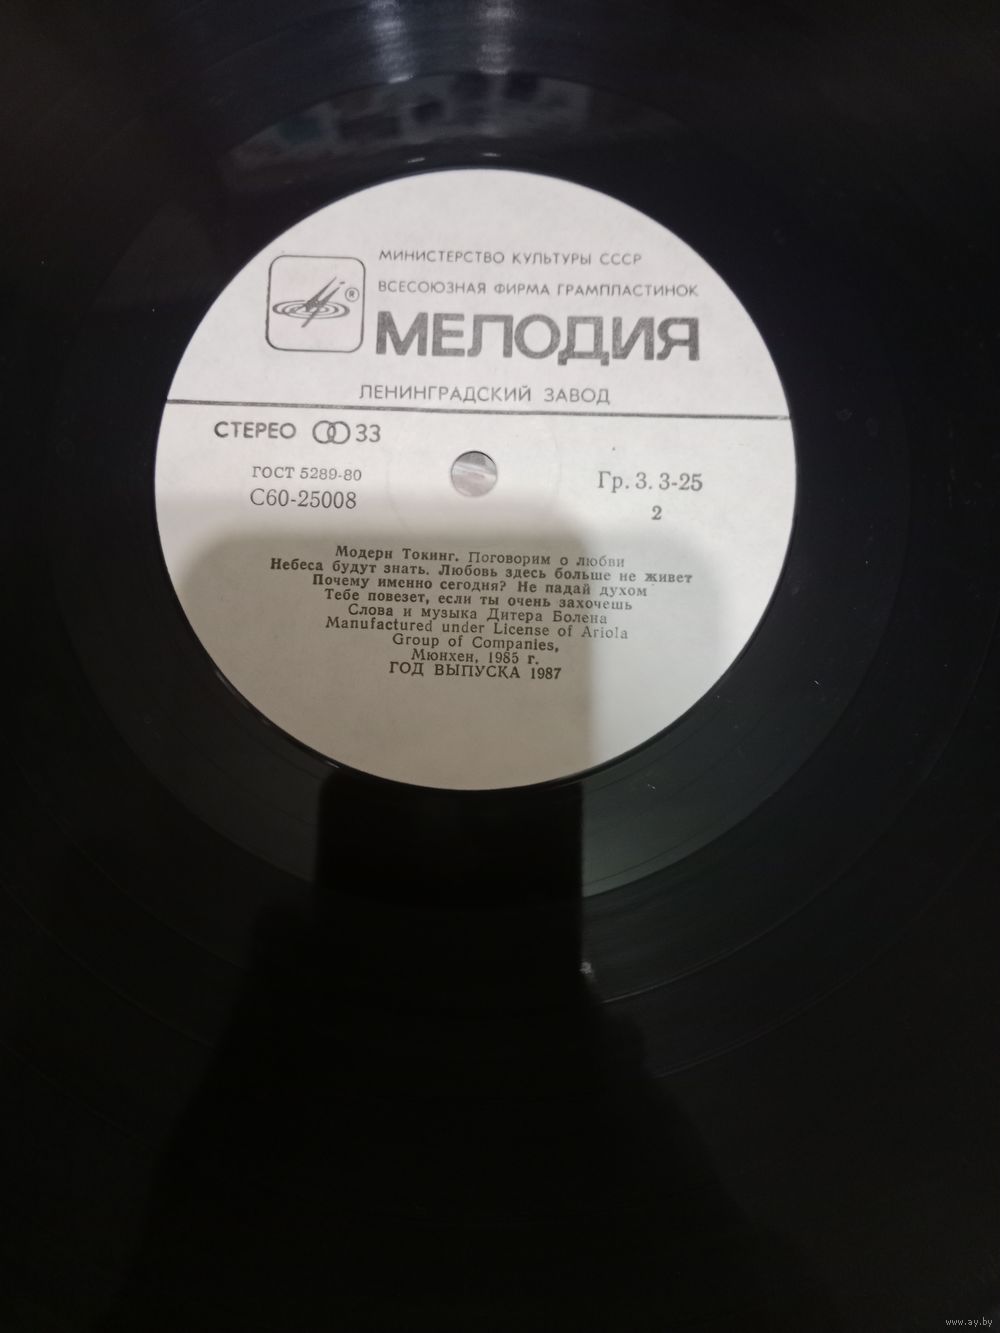 МИНИСТЕРСТВО КУЛЬТУРЫ СССР
ВСЕСОЮЗНАЯ ФИРМА ГРАМПЛАСТИНОК
®
МЕЛОДИЯ
ЛЕНИНГРАДСКИЙ ЗАВОД
СТЕРЕО 33
ГОСТ 5289-80
С60-25008
Гр. 3. 3-25
2
Модерн Токинг. Поговорим о любви
Небеса будут знать. Любовь здесь больше не живет
Почему именно сегодня? Не падай духом
Тебе повезет, если ты очень захочешь
Слова и музыка Дитера Болена
Manufactured under License of Ariola
Group of Companies,
Мюнхен, 1985 г.
ГОД ВЫПУСКА 1987
www.ay.by